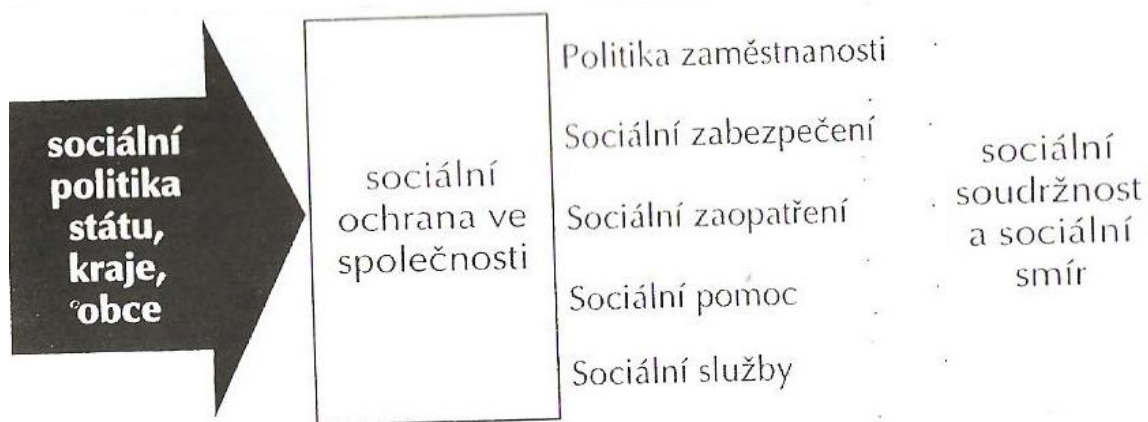 sociální
politika
státu,
kraje,
obce
sociální
ochrana ve
společnosti
Politika zaměstnanosti
Sociální zabezpečení
Sociální zaopatření
Sociální pomoc
Sociální služby
sociální
soudržnost
a sociální
smír